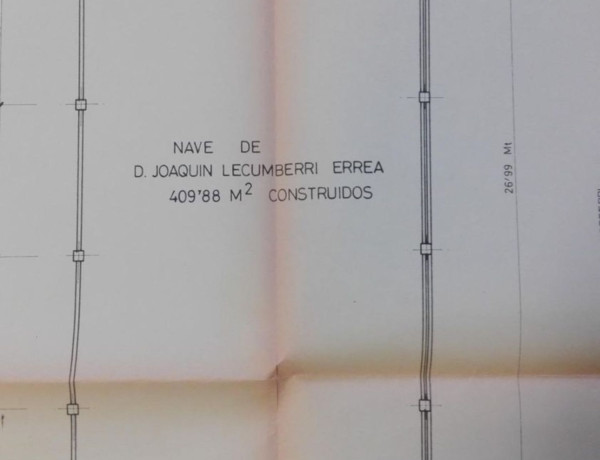 NAVE DE
D. JOAQUIN LECUMBERRI ERREA
409'88 M² CONSTRUIDOS
26'99 Mt